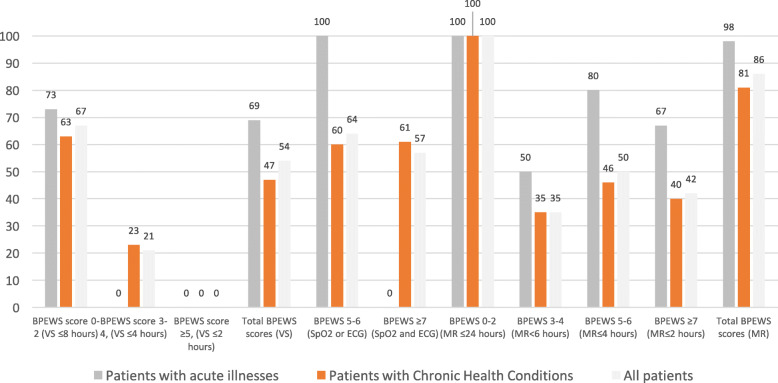 100
100 100 100
98
100
90
80
70
60
50
40
30
20
10
0
73 63 67
0 23 21
0 0 0
69 47 54
100 60 64
0 61 57
50 35 35
80 46 50
67 40 42
81 86
BPEWS score 0-
2 (VS ≤8 hours)
BPEWS score 3-
4, (VS ≤4 hours)
BPEWS score
≥5, (VS ≤2
hours)
Total BPEWS
scores (VS)
BPEWS 5-6
(SpO2 or ECG)
BPEWS ≥7
(SpO2 and ECG)
BPEWS 0-2
(MR ≤24 hours)
BPEWS 3-4
(MR<6 hours)
BPEWS 5-6
(MR≤4 hours)
BPEWS ≥7
(MR≤2 hours)
Total BPEWS
scores (MR)
Patients with acute illnesses
Patients with Chronic Health Conditions
All patients